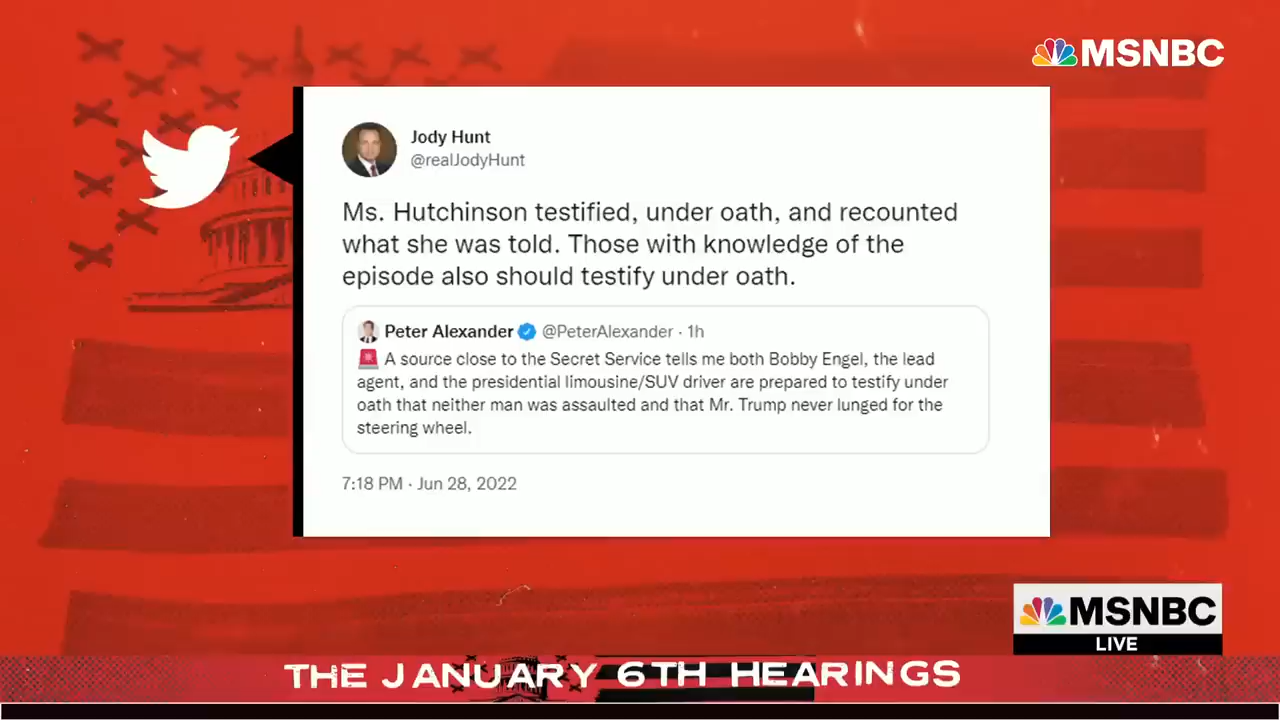 MSNBC
Jody Hunt
@realJodyHunt
Ms. Hutchinson testified, under oath, and recounted
what she was told. Those with knowledge of the
episode also should testify under oath.
Peter Alexander @PeterAlexander · 1h
🚨 A source close to the Secret Service tells me both Bobby Engel, the lead
agent, and the presidential limousine/SUV driver are prepared to testify under
oath that neither man was assaulted and that Mr. Trump never lunged for the
steering wheel.
7:18 PM · Jun 28, 2022
MSNBC
LIVE
THE JANUARY 6TH HEARINGS